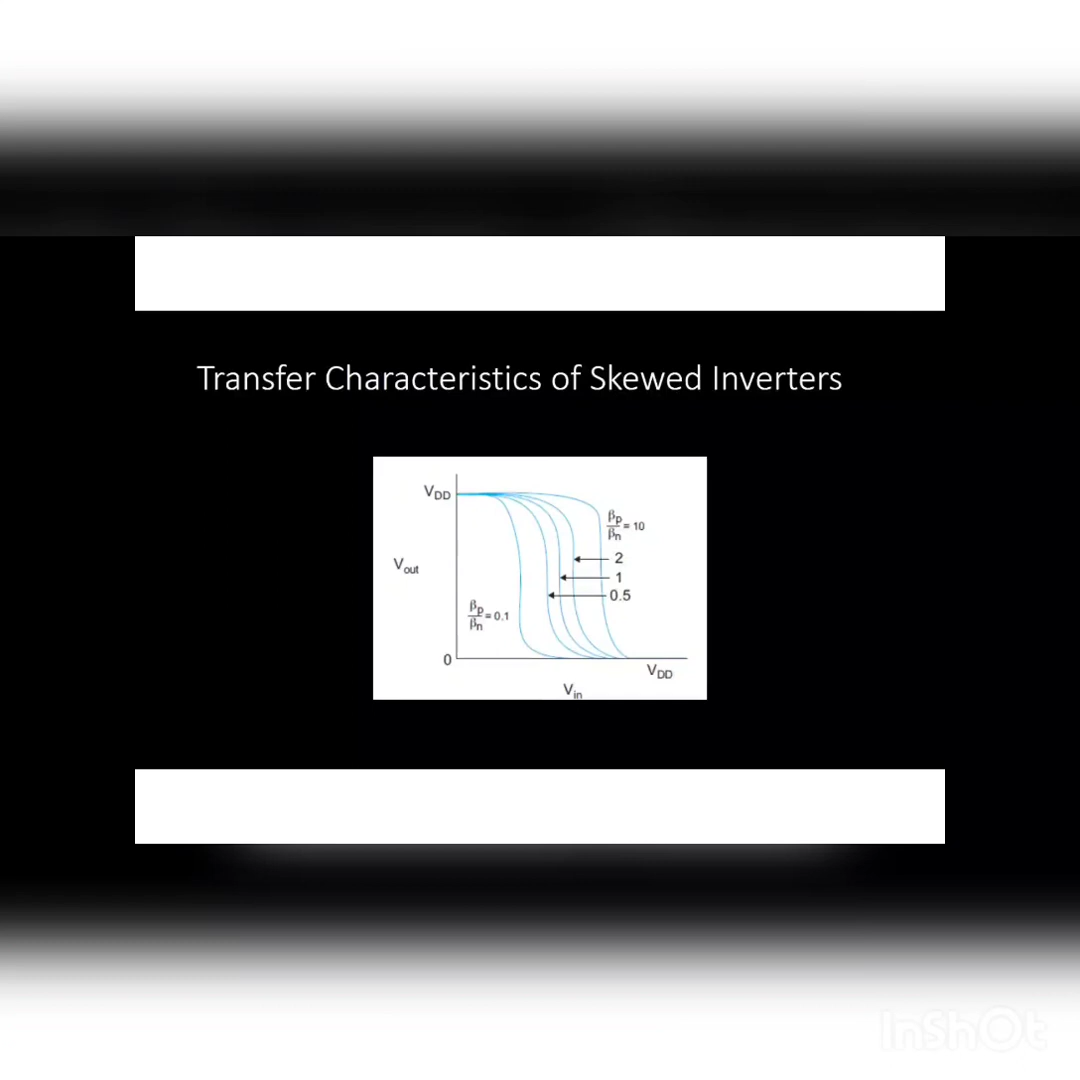 Transfer Characteristics of Skewed Inverters
VDD
βp
βn = 10
2
Vout
1
0.5
βp
βn = 0.1
0
VDD
Vin
InShOt